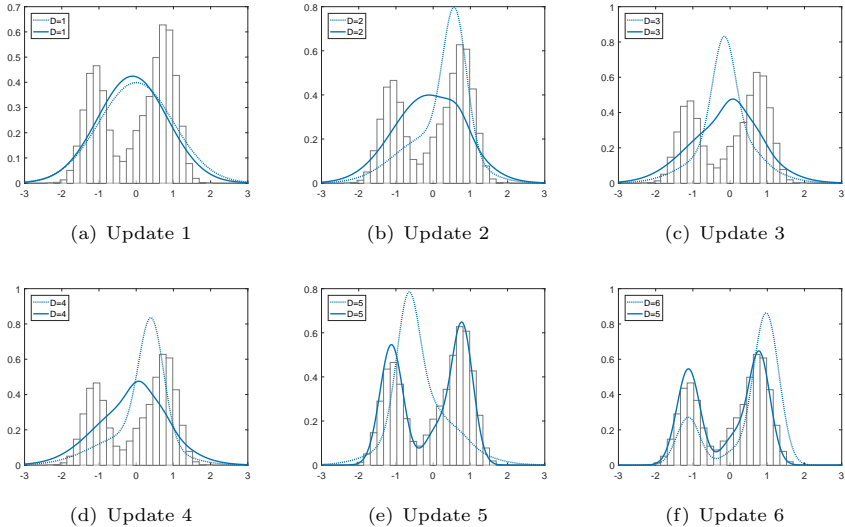 0.7
0.6
0.5
0.4
0.3
0.2
0.1
0
-3 -2 -1 0 1 2 3
D=1
D=1
(a) Update 1
0.8
0.6
0.4
0.2
0
-3 -2 -1 0 1 2 3
D=2
D=2
(b) Update 2
1
0.8
0.6
0.4
0.2
0
-3 -2 -1 0 1 2 3
D=3
D=3
(c) Update 3
1
0.8
0.6
0.4
0.2
0
-3 -2 -1 0 1 2 3
D=4
D=4
(d) Update 4
0.8
0.6
0.4
0.2
0
-3 -2 -1 0 1 2 3
D=5
D=5
(e) Update 5
1
0.8
0.6
0.4
0.2
0
-3 -2 -1 0 1 2 3
D=6
D=5
(f) Update 6